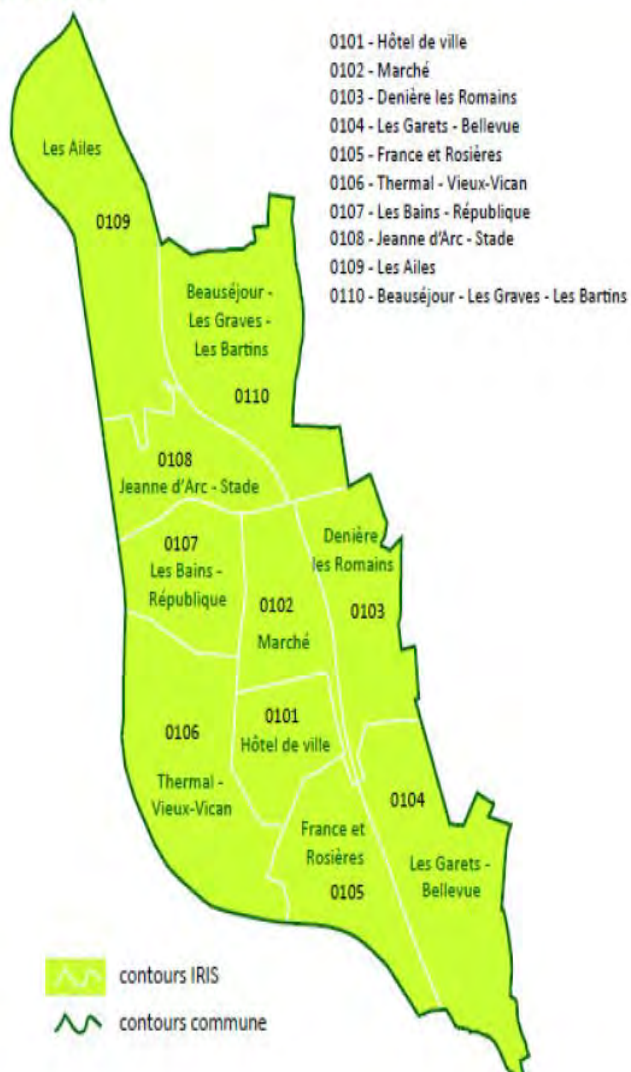 0101 - Hôtel de ville
0102 - Marché
0103 - Denière les Romains
0104 - Les Garets - Bellevue
0105 - France et Rosières
0106 - Thermal - Vieux-Vican
0107 - Les Bains - République
0108 - Jeanne d'Arc - Stade
0109 - Les Ailes
0110 - Beauséjour - Les Graves - Les Bartins
Les Ailes
0109
Beauséjour -
Les Graves -
Les Bartins
0110
0108
Jeanne d'Arc - Stade
0107
Les Bains -
République
Denière
les Romains
0103
0102
Marché
0101
Hôtel de ville
0106
Thermal -
Vieux-Vican
0104
Les Garets -
Bellevue
France et
Rosières
0105
contours IRIS
contours commune